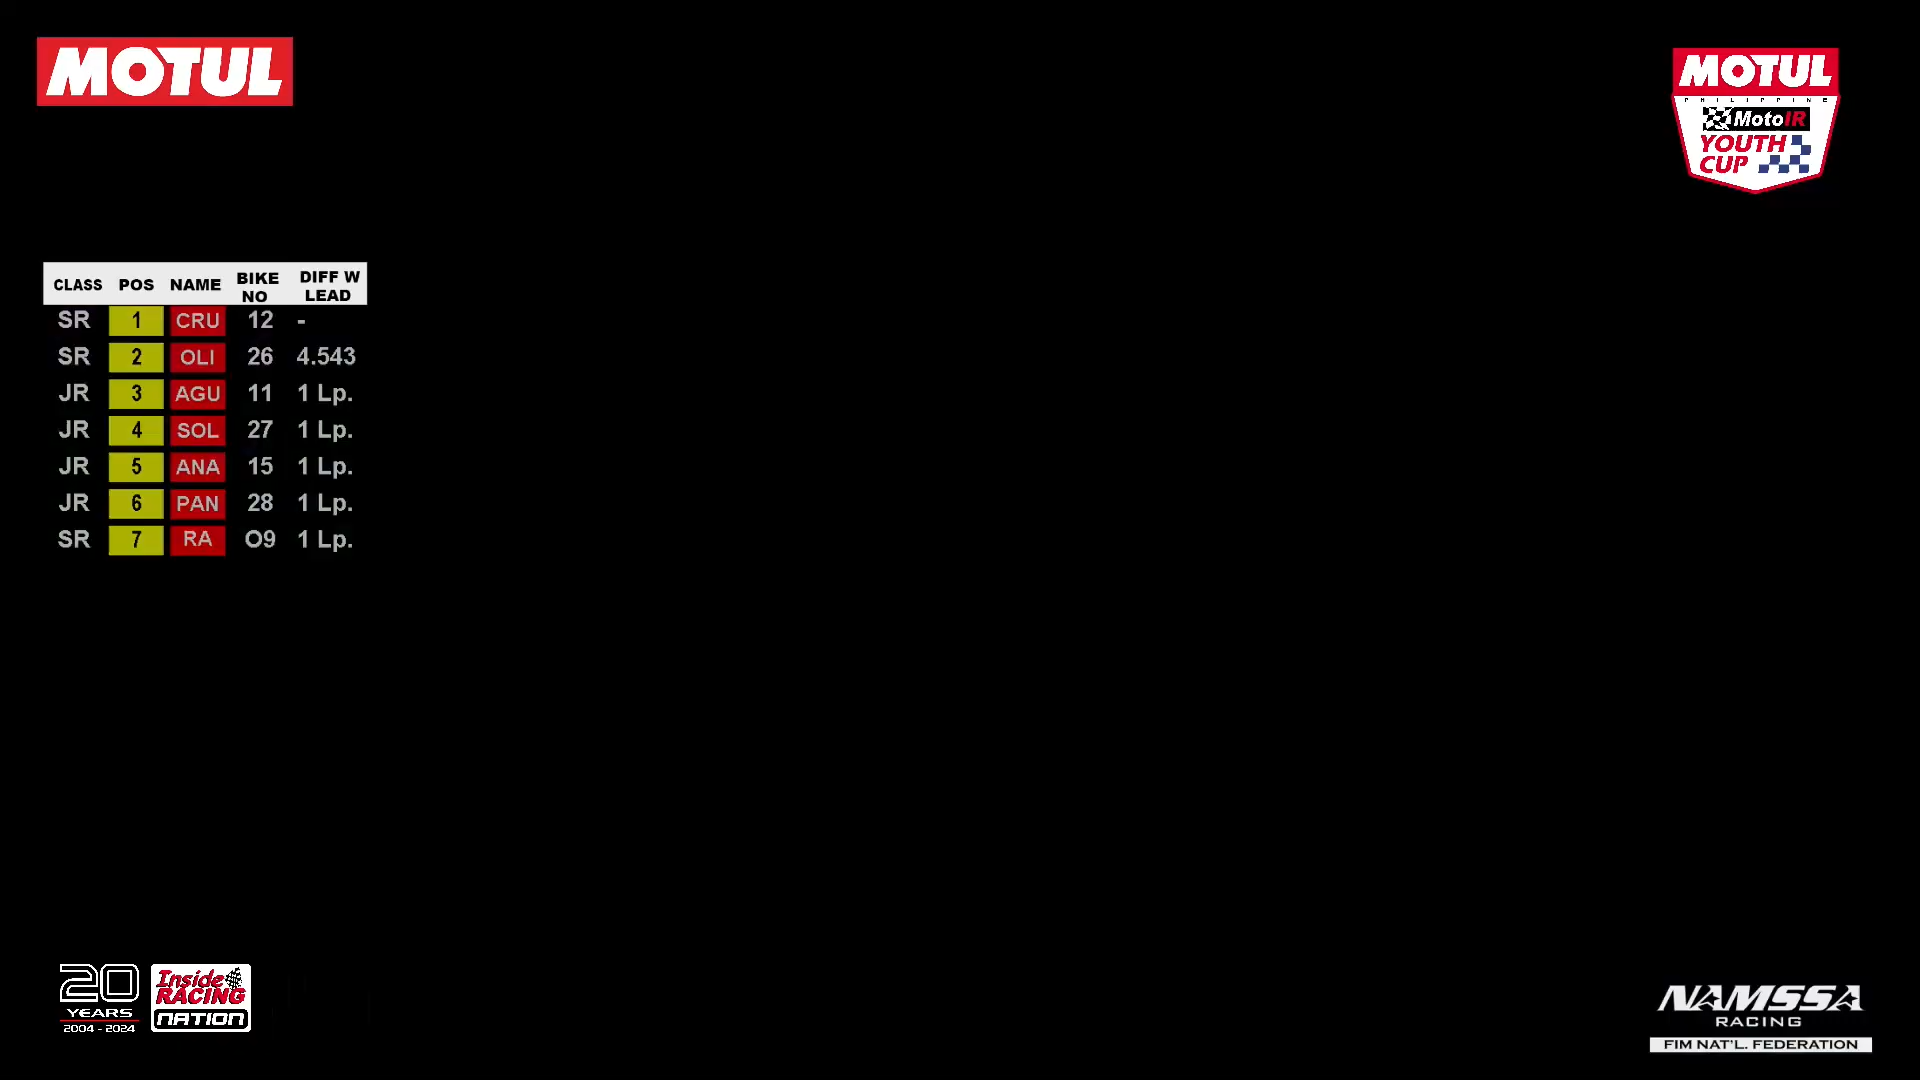 MOTUL
MOTUL
PHILIPPINE
MotoIR
YOUTH
CUP
CLASS POS NAME BIKE NO DIFF W LEAD
SR 1 CRU 12 -
SR 2 OLI 26 4.543
JR 3 AGU 11 1 Lp.
JR 4 SOL 27 1 Lp.
JR 5 ANA 15 1 Lp.
JR 6 PAN 28 1 Lp.
SR 7 RA O9 1 Lp.
20
YEARS
2004 - 2024
Inside
RACING
NATION
NAMSSA
RACING
FIM NAT'L. FEDERATION